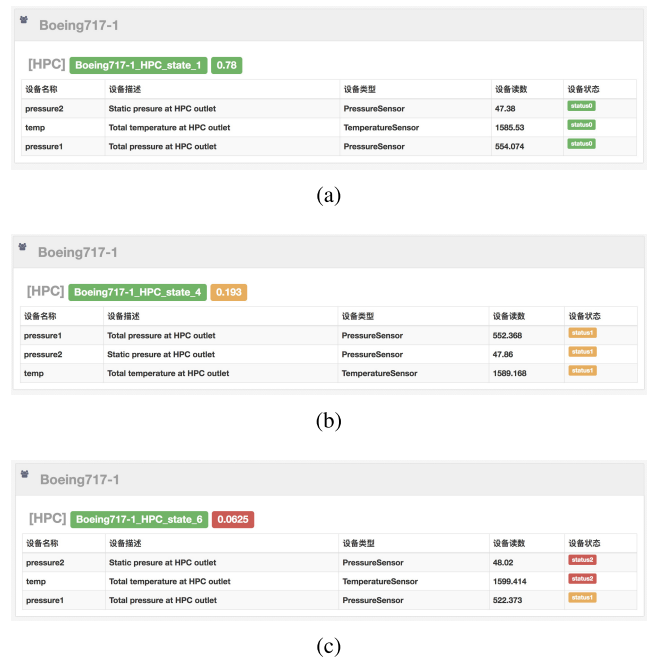 Boeing717-1
[HPC] Boeing717-1_HPC_state_1 0.78
设备名称 设备描述 设备类型 设备读数 设备状态
pressure2 Static presure at HPC outlet PressureSensor 47.38 status0
temp Total temperature at HPC outlet TemperatureSensor 1585.53 status0
pressure1 Total pressure at HPC outlet PressureSensor 554.074 status0
(a)
Boeing717-1
[HPC] Boeing717-1_HPC_state_4 0.193
设备名称 设备描述 设备类型 设备读数 设备状态
pressure1 Total pressure at HPC outlet PressureSensor 552.368 status1
pressure2 Static presure at HPC outlet PressureSensor 47.86 status1
temp Total temperature at HPC outlet TemperatureSensor 1589.168 status1
(b)
Boeing717-1
[HPC] Boeing717-1_HPC_state_6 0.0625
设备名称 设备描述 设备类型 设备读数 设备状态
pressure2 Static presure at HPC outlet PressureSensor 48.02 status2
temp Total temperature at HPC outlet TemperatureSensor 1599.414 status2
pressure1 Total pressure at HPC outlet PressureSensor 522.373 status1
(c)